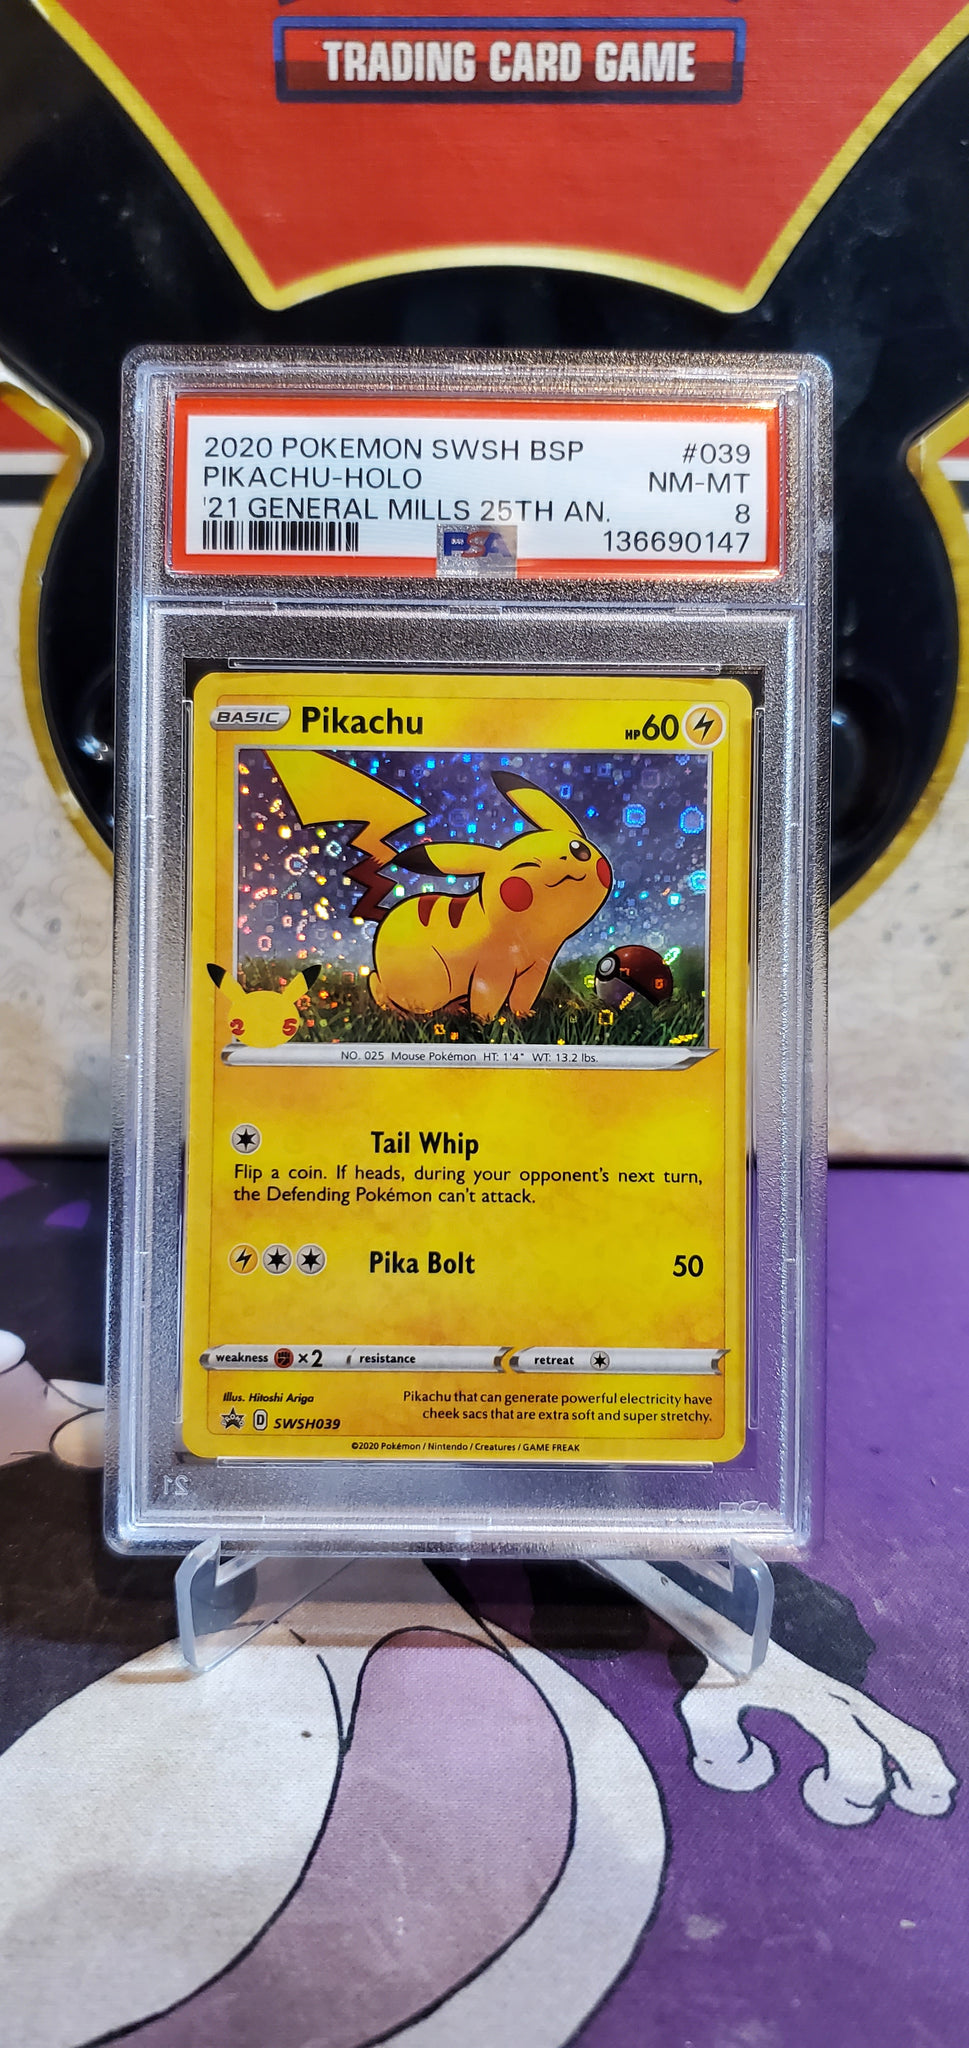 TRADING CARD GAME
2020 POKEMON SWSH BSP #039
PIKACHU-HOLO NM-MT
'21 GENERAL MILLS 25TH AN. 8
PSA 136690147
BASIC Pikachu HP60
25
NO. 025 Mouse Pokémon HT: 1'4" WT: 13.2 lbs.
Tail Whip
Flip a coin. If heads, during your opponent's next turn,
the Defending Pokémon can't attack.
Pika Bolt 50
weakness ×2 resistance retreat
Illus. Hitoshi Ariga Pikachu that can generate powerful electricity have
D SWSH039 cheek sacs that are extra soft and super stretchy.
©2020 Pokémon / Nintendo / Creatures / GAME FREAK
21 PSA